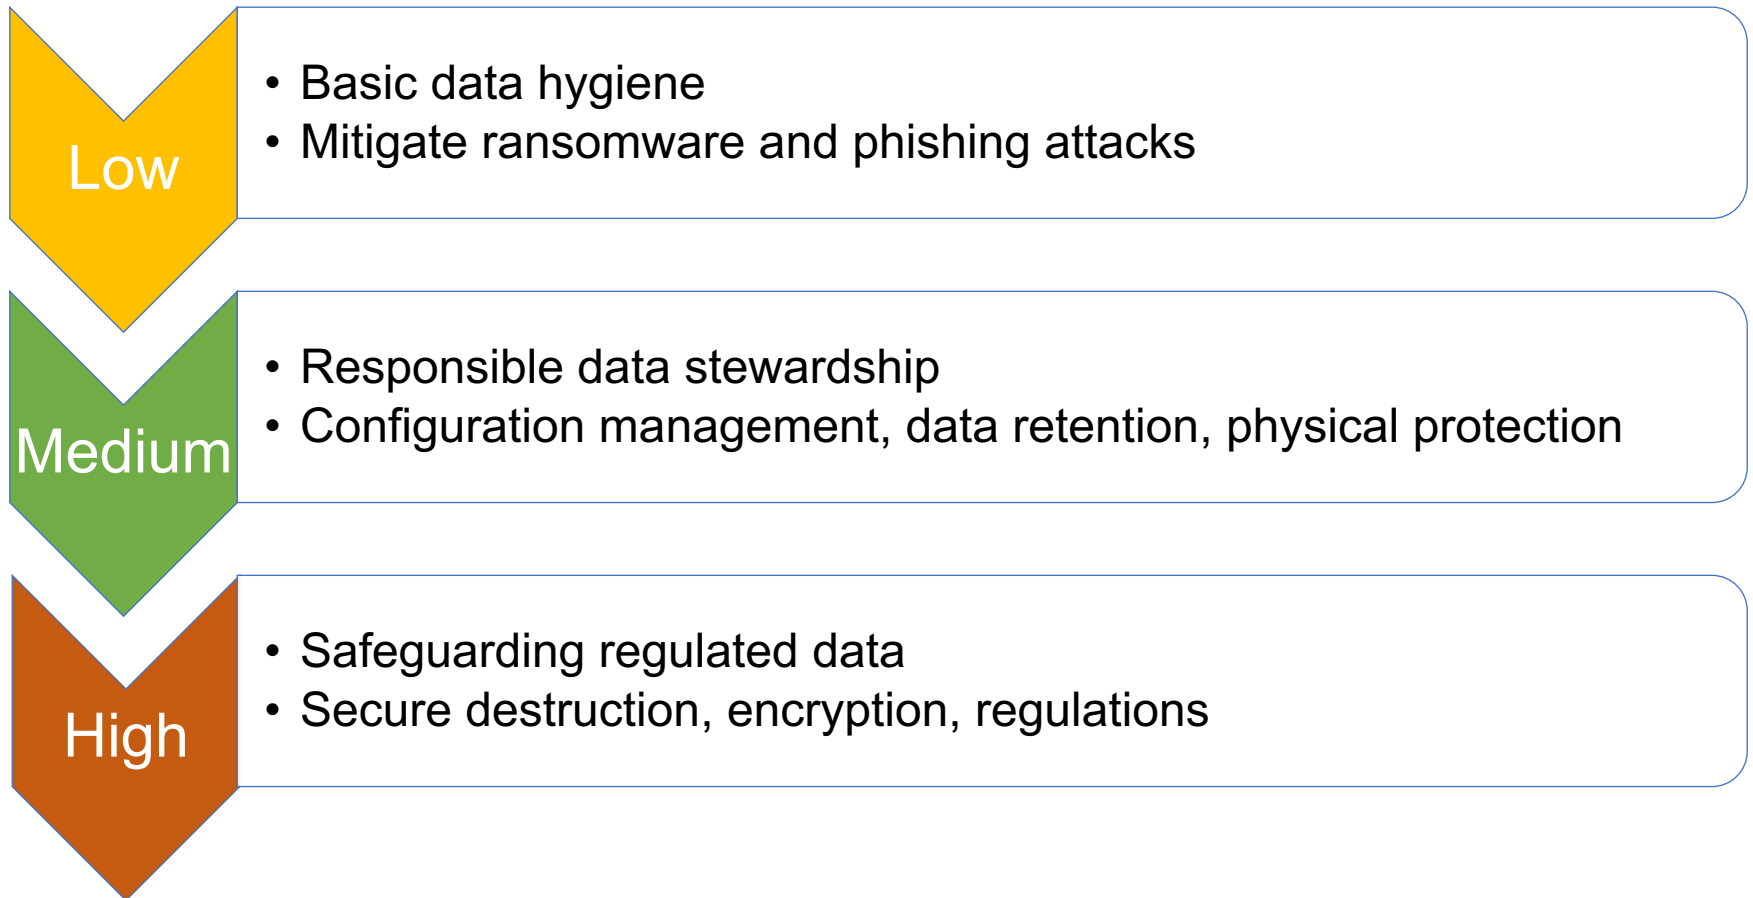 Low
• Basic data hygiene
• Mitigate ransomware and phishing attacks
Medium
• Responsible data stewardship
• Configuration management, data retention, physical protection
High
• Safeguarding regulated data
• Secure destruction, encryption, regulations